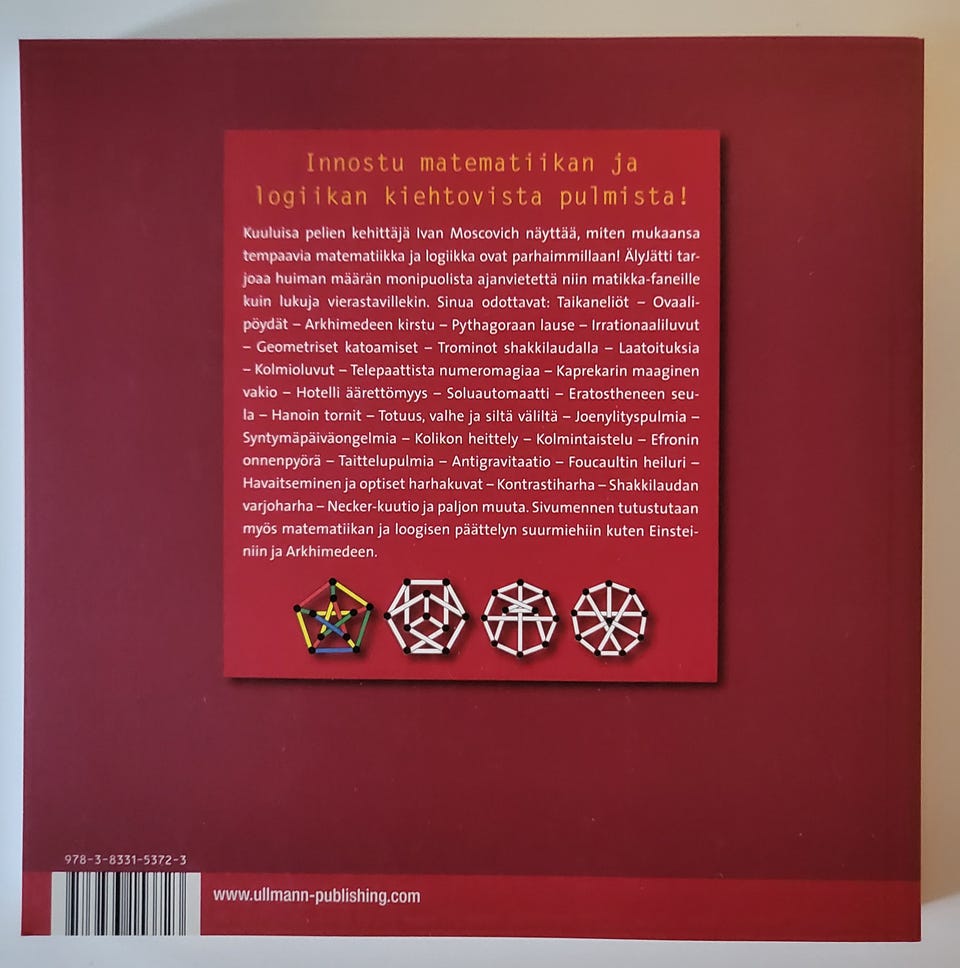 Innostu matematiikan ja
logiikan kiehtovista pulmista!
Kuuluisa pelien kehittäjä Ivan Moscovich näyttää, miten mukaansa
tempaavia matematiikka ja logiikka ovat parhaimmillaan! ÄlyJätti tar-
joaa huiman määrän monipuolista ajanvietettä niin matikka-faneille
kuin lukuja vierastavillekin. Sinua odottavat: Taikaneliöt – Ovaali-
pöydät – Arkhimedeen kirstu – Pythagoraan lause – Irrationaaliluvut
– Geometriset katoamiset – Trominot shakkilaudalla – Laatoituksia
– Kolmioluvut – Telepaattista numeromagiaa – Kaprekarin maaginen
vakio – Hotelli äärettömyys – Soluautomaatti – Eratostheneen seu-
la – Hanoin tornit – Totuus, valhe ja siltä väliltä – Joenylityspulmia –
Syntymäpäiväongelmia – Kolikon heittely – Kolmintaistelu – Efronin
onnenpyörä – Taittelupulmia – Antigravitaatio – Foucaultin heiluri –
Havaitseminen ja optiset harhakuvat – Kontrastiharha – Shakkilaudan
varjoharha – Necker-kuutio ja paljon muuta. Sivumennen tutustutaan
myös matematiikan ja loogisen päättelyn suurmiehiin kuten Einstei-
niin ja Arkhimedeen.
978-3-8331-5372-3
www.ullmann-publishing.com